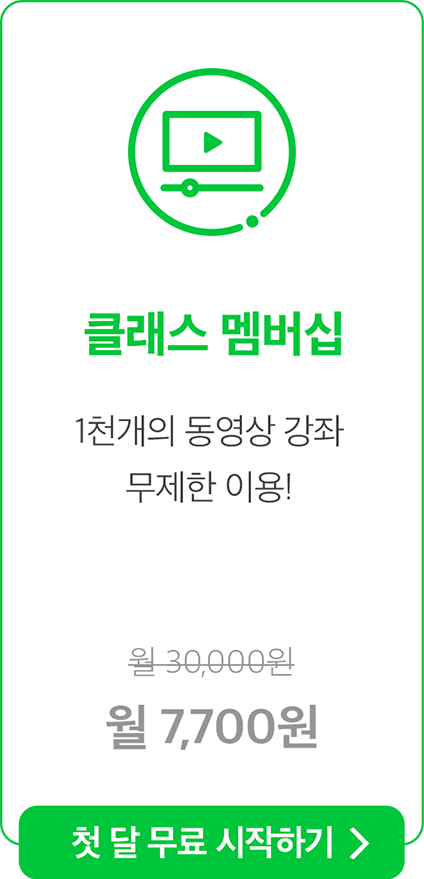 클래스 멤버십
1천개의 동영상 강좌
무제한 이용!
월 30,000원
월 7,700원
첫 달 무료 시작하기